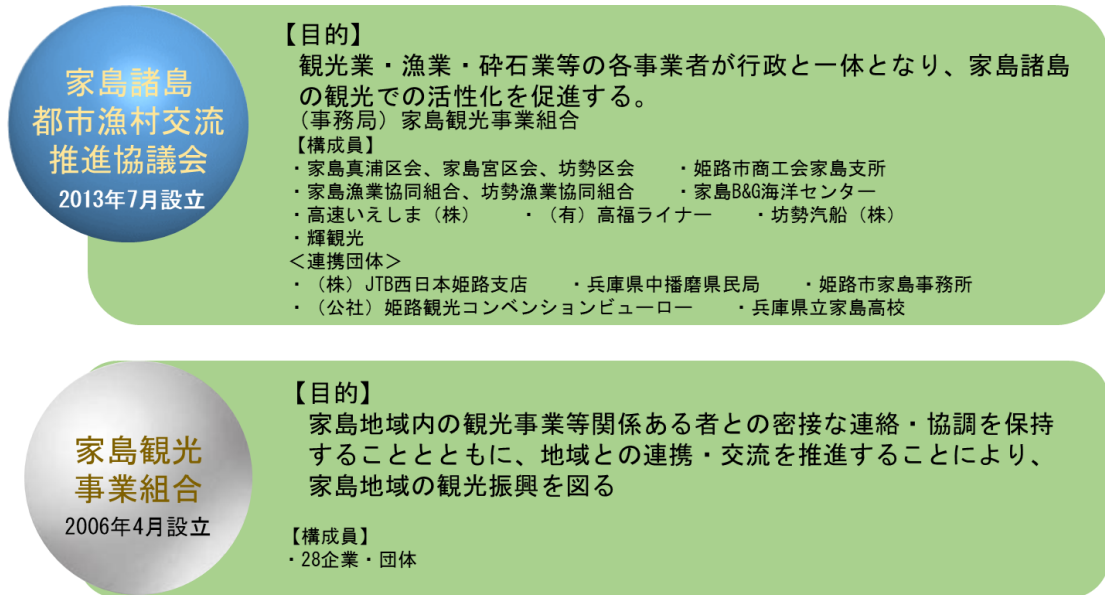 家島諸島
都市漁村交流
推進協議会
2013年7月設立
【目的】
観光業・漁業・砕石業等の各事業者が行政と一体となり、家島諸島
の観光での活性化を促進する。
（事務局）家島観光事業組合
【構成員】
・家島真浦区会、家島宮区会、坊勢区会　・姫路市商工会家島支所
・家島漁業協同組合、坊勢漁業協同組合　・家島B&G海洋センター
・高速いえしま（株）　・（有）高福ライナー　・坊勢汽船（株）
・輝観光
＜連携団体＞
・（株）JTB西日本姫路支店　・兵庫県中播磨県民局　・姫路市家島事務所
・（公社）姫路観光コンベンションビューロー　・兵庫県立家島高校
家島観光
事業組合
2006年4月設立
【目的】
家島地域内の観光事業等関係ある者との密接な連絡・協調を保持
することとともに、地域との連携・交流を推進することにより、
家島地域の観光振興を図る
【構成員】
・28企業・団体